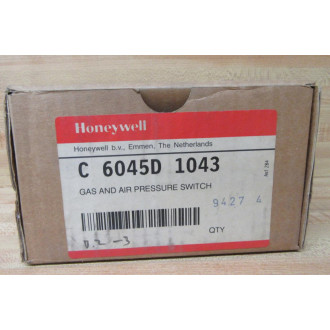 Honeywell
Honeywell b.v., Emmen, The Netherlands
C 6045D 1043
GAS AND AIR PRESSURE SWITCH
9427 4
QTY